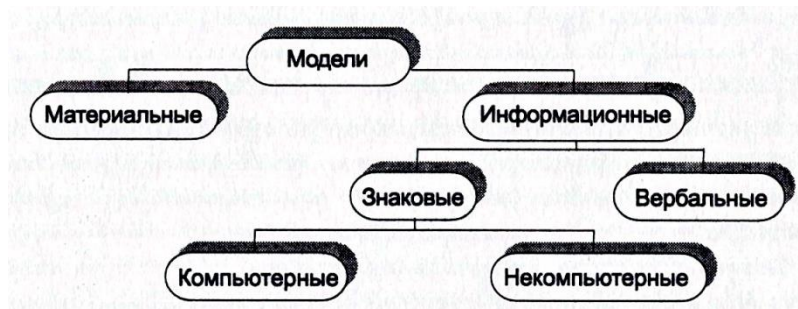 Модели
Материальные
Информационные
Знаковые
Вербальные
Компьютерные
Некомпьютерные